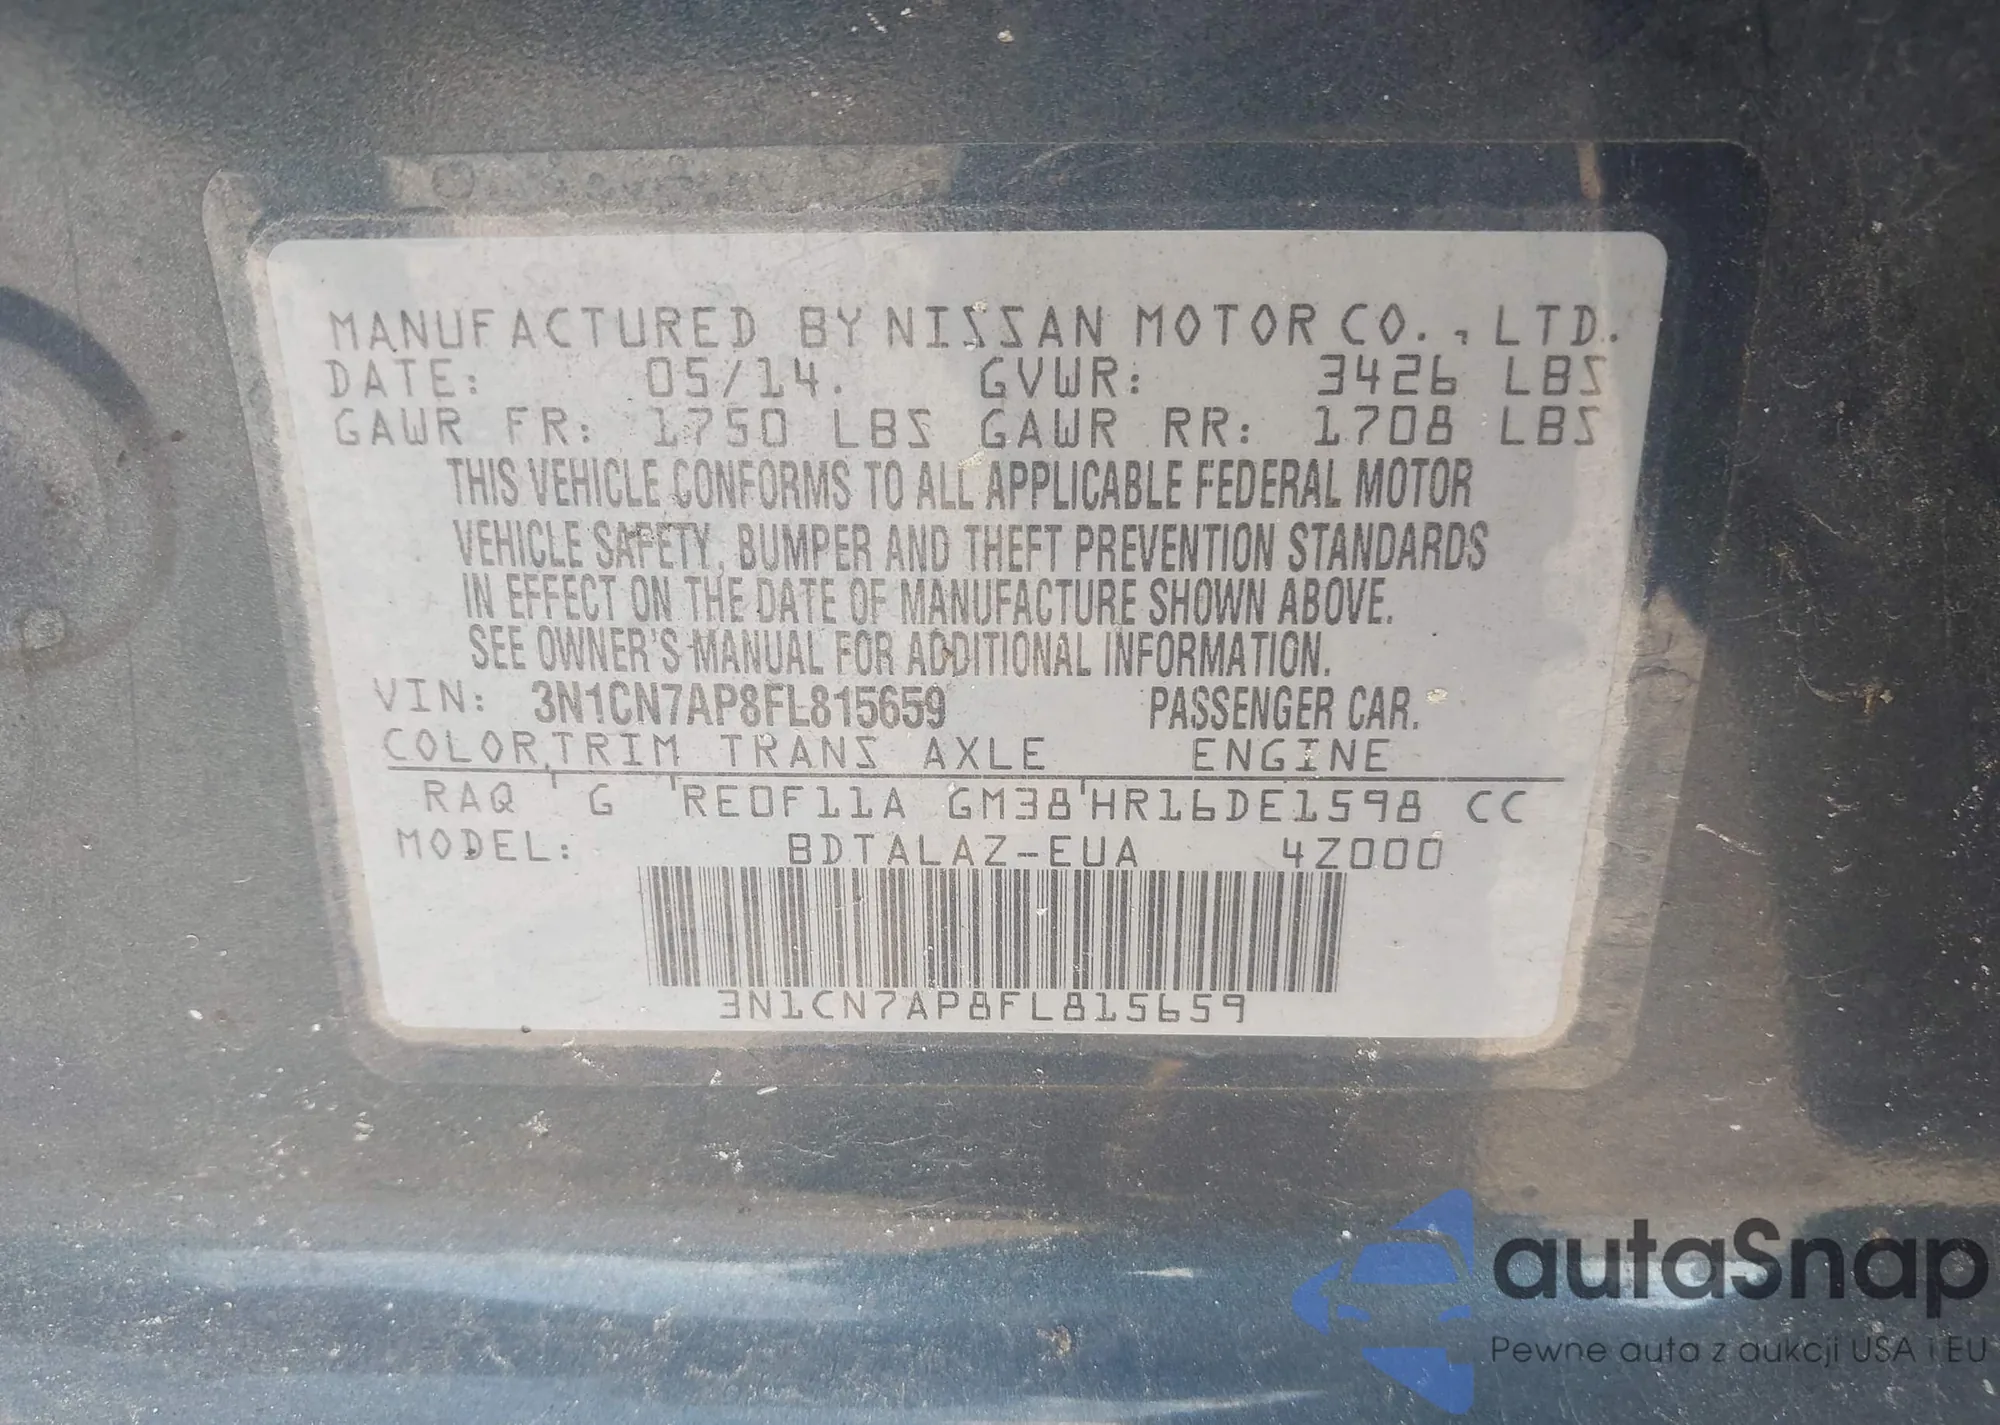 MANUFACTURED BY NISSAN MOTOR CO., LTD.
DATE: 05/14. GVWR: 3426 LBS
GAWR FR: 1750 LBS GAWR RR: 1708 LBS
THIS VEHICLE CONFORMS TO ALL APPLICABLE FEDERAL MOTOR
VEHICLE SAFETY, BUMPER AND THEFT PREVENTION STANDARDS
IN EFFECT ON THE DATE OF MANUFACTURE SHOWN ABOVE.
SEE OWNER'S MANUAL FOR ADDITIONAL INFORMATION.
VIN: 3N1CN7AP8FL815659 PASSENGER CAR.
COLOR,TRIM TRANS AXLE ENGINE
RAQ ' G 'RE0F11A GM38'HR16DE1598 CC
MODEL: BDTALAZ-EUA 4Z000
3N1CN7AP8FL815659
autaSnap
Pewne auta z aukcji USA i EU